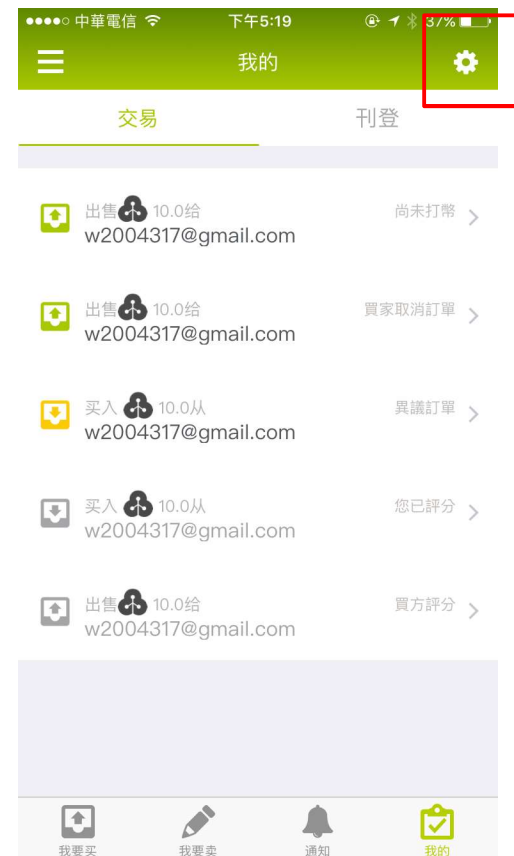 中華電信 下午5:19 37%
我的
交易 刊登
出售 10.0给 尚未打幣
w2004317@gmail.com
出售 10.0给 買家取消訂單
w2004317@gmail.com
买入 10.0从 異議訂單
w2004317@gmail.com
买入 10.0从 您已評分
w2004317@gmail.com
出售 10.0给 買方評分
w2004317@gmail.com
我要买 我要卖 通知 我的